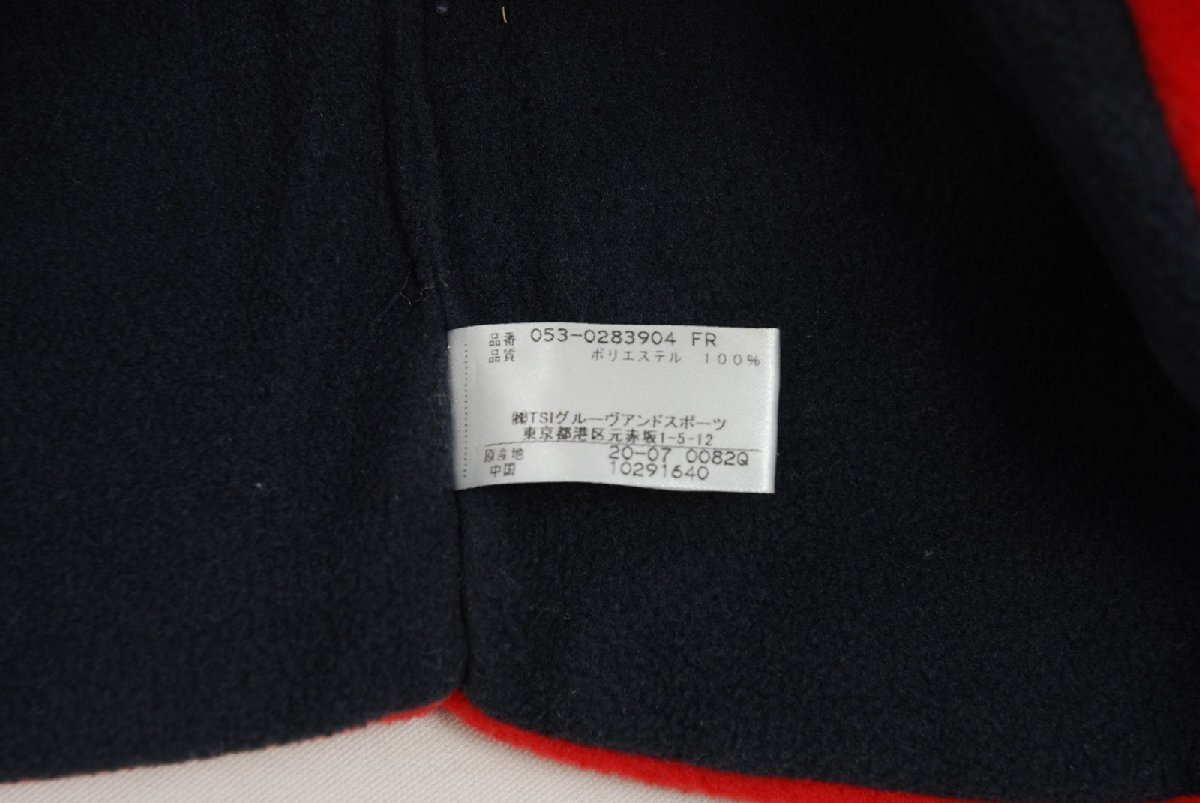 品番 053-0283904 FR
品質 ポリエステル 100%
㈱TSIグルーヴアンドスポーツ
東京都港区元赤坂1-5-12
原産地 20-07 0082Q
中国 10291640